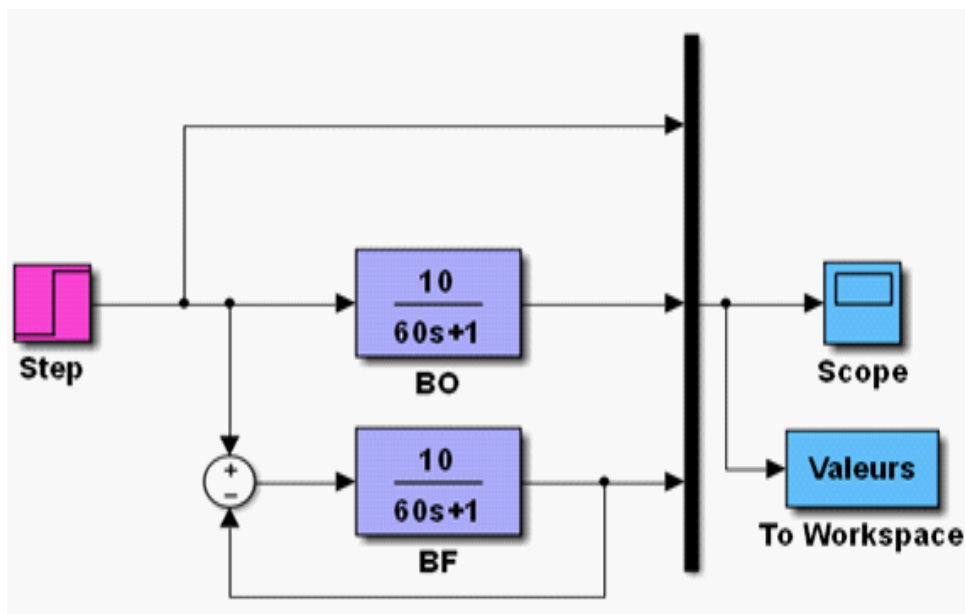 10
60s+1
BO
Step
Scope
+
−
10
60s+1
BF
Valeurs
To Workspace